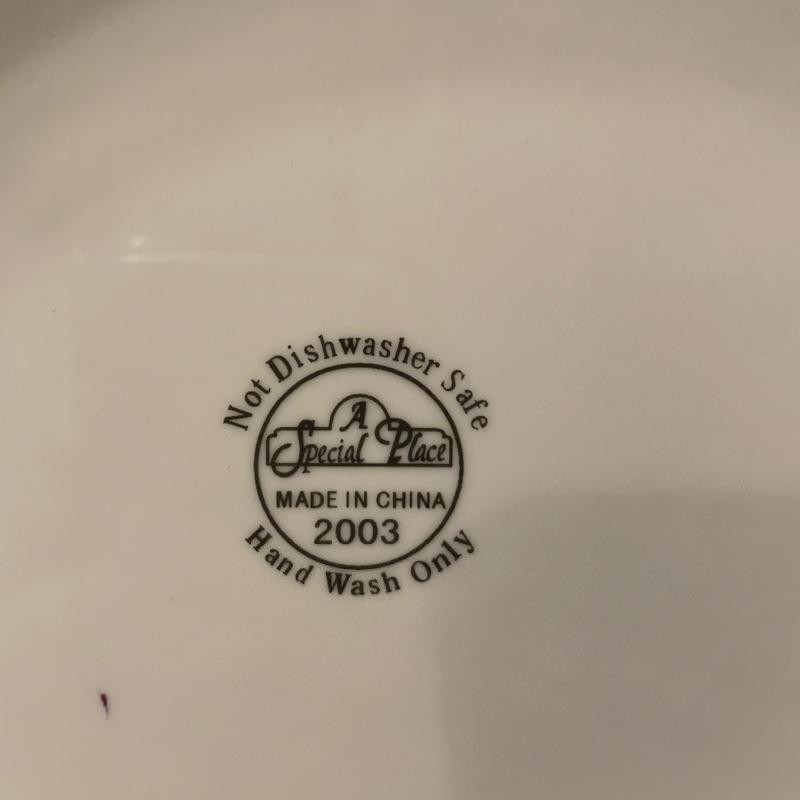 Not Dishwasher Safe
A
Special Place
MADE IN CHINA
2003
Hand Wash Only